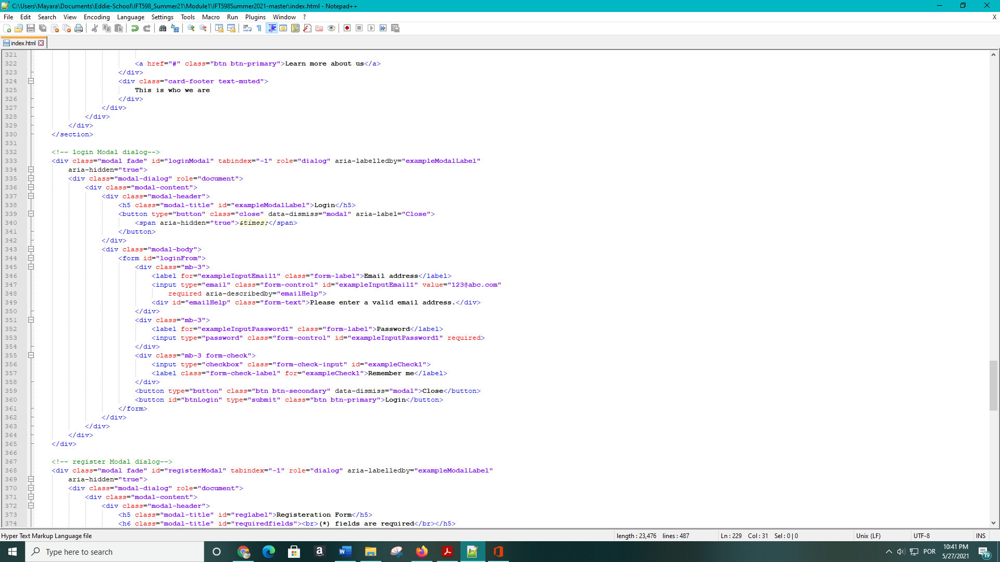 C:\Users\Mayara\Documents\Eddie-School\IFT598_Summer21\Module1\IFT598Summer2021-master\index.html - Notepad++
File Edit Search View Encoding Language Settings Tools Macro Run Plugins Window ? X
index.html
321
322 <a href="#" class="btn btn-primary">Learn more about us</a>
323 </div>
324 <div class="card-footer text-muted">
325 This is who we are
326 </div>
327 </div>
328 </div>
329 </div>
330 </section>
331
332 <!-- login Modal dialog-->
333 <div class="modal fade" id="loginModal" tabindex="-1" role="dialog" aria-labelledby="exampleModalLabel"
334 aria-hidden="true">
335 <div class="modal-dialog" role="document">
336 <div class="modal-content">
337 <div class="modal-header">
338 <h5 class="modal-title" id="exampleModalLabel">Login</h5>
339 <button type="button" class="close" data-dismiss="modal" aria-label="Close">
340 <span aria-hidden="true">&times;</span>
341 </button>
342 </div>
343 <div class="modal-body">
344 <form id="loginFrom">
345 <div class="mb-3">
346 <label for="exampleInputEmail1" class="form-label">Email address</label>
347 <input type="email" class="form-control" id="exampleInputEmail1" value="123@abc.com"
348 required aria-describedby="emailHelp">
349 <div id="emailHelp" class="form-text">Please enter a valid email address.</div>
350 </div>
351 <div class="mb-3">
352 <label for="exampleInputPassword1" class="form-label">Password</label>
353 <input type="password" class="form-control" id="exampleInputPassword1" required>
354 </div>
355 <div class="mb-3 form-check">
356 <input type="checkbox" class="form-check-input" id="exampleCheck1">
357 <label class="form-check-label" for="exampleCheck1">Remember me</label>
358 </div>
359 <button type="button" class="btn btn-secondary" data-dismiss="modal">Close</button>
360 <button id="btnLogin" type="submit" class="btn btn-primary">Login</button>
361 </form>
362 </div>
363 </div>
364 </div>
365 </div>
366
367 <!-- register Modal dialog-->
368 <div class="modal fade" id="registerModal" tabindex="-1" role="dialog" aria-labelledby="exampleModalLabel"
369 aria-hidden="true">
370 <div class="modal-dialog" role="document">
371 <div class="modal-content">
372 <div class="modal-header">
373 <h5 class="modal-title" id="reglabel">Registeration Form</h5>
374 <h6 class="modal-title" id="requiredfields"><br>(*) fields are required</br></h5>
Hyper Text Markup Language file length : 23,476 lines : 487 Ln : 229 Col : 31 Sel : 0 | 0 Unix (LF) UTF-8 INS
Type here to search
POR
10:41 PM
5/27/2021
19